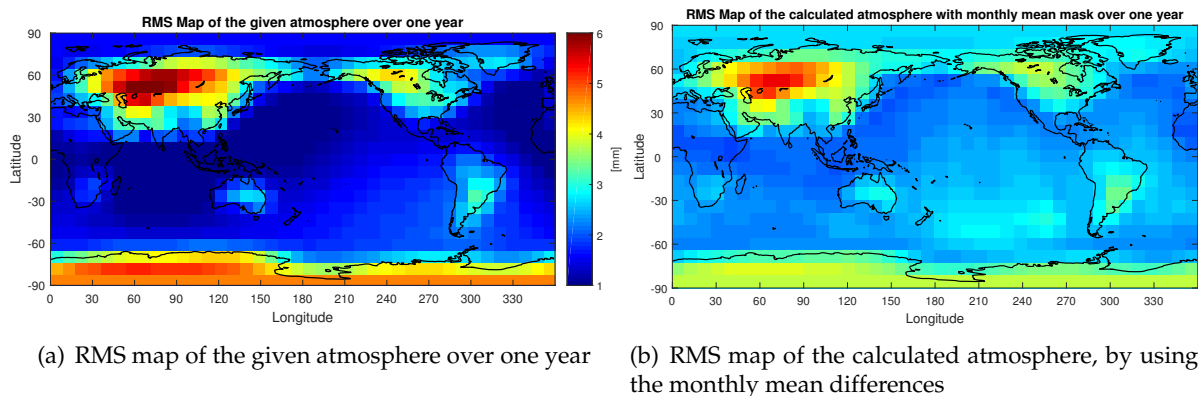 RMS Map of the given atmosphere over one year
90
60
30
0
-30
-60
-90
Latitude
0 30 60 90 120 150 180 210 240 270 300 330
Longitude
6
5
4
3
2
1
[mm]
RMS Map of the calculated atmosphere with monthly mean mask over one year
90
60
30
0
-30
-60
-90
Latitude
0 30 60 90 120 150 180 210 240 270 300 330
Longitude
(a) RMS map of the given atmosphere over one year
(b) RMS map of the calculated atmosphere, by using
the monthly mean differences